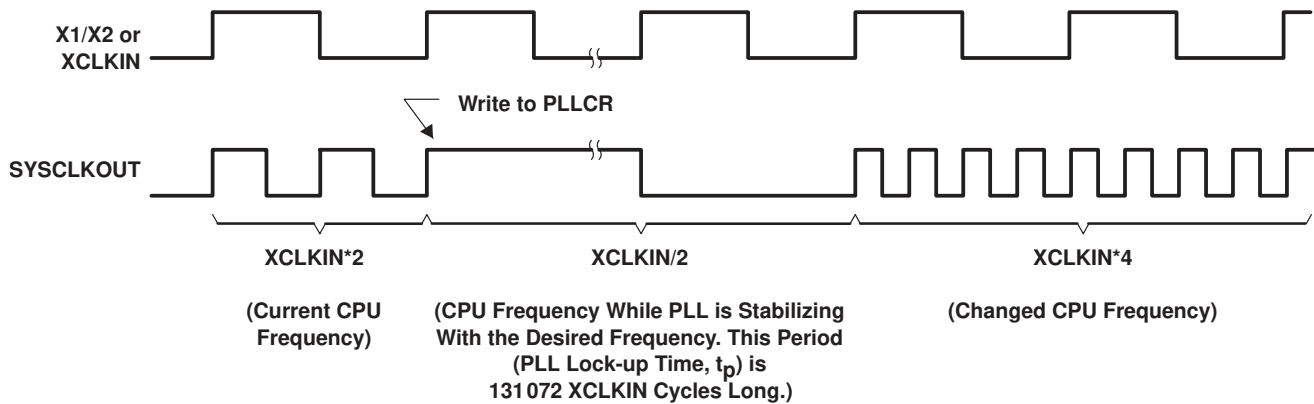 X1/X2 or
XCLKIN
Write to PLLCR
SYSCLKOUT
XCLKIN*2
(Current CPU
Frequency)
XCLKIN/2
(CPU Frequency While PLL is Stabilizing
With the Desired Frequency. This Period
(PLL Lock-up Time, tp) is
131072 XCLKIN Cycles Long.)
XCLKIN*4
(Changed CPU Frequency)